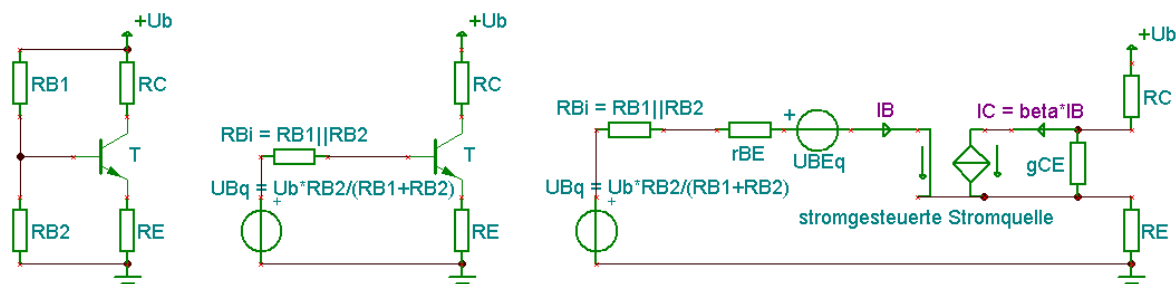 +Ub
RB1
RC
T
RB2
RE
+Ub
RC
RBi = RB1||RB2
T
UBq = Ub*RB2/(RB1+RB2)
+
RE
+Ub
RC
RBi = RB1||RB2
rBE
+
UBEq
IB
IC = beta*IB
gCE
UBq = Ub*RB2/(RB1+RB2)
+
stromgesteuerte Stromquelle
RE